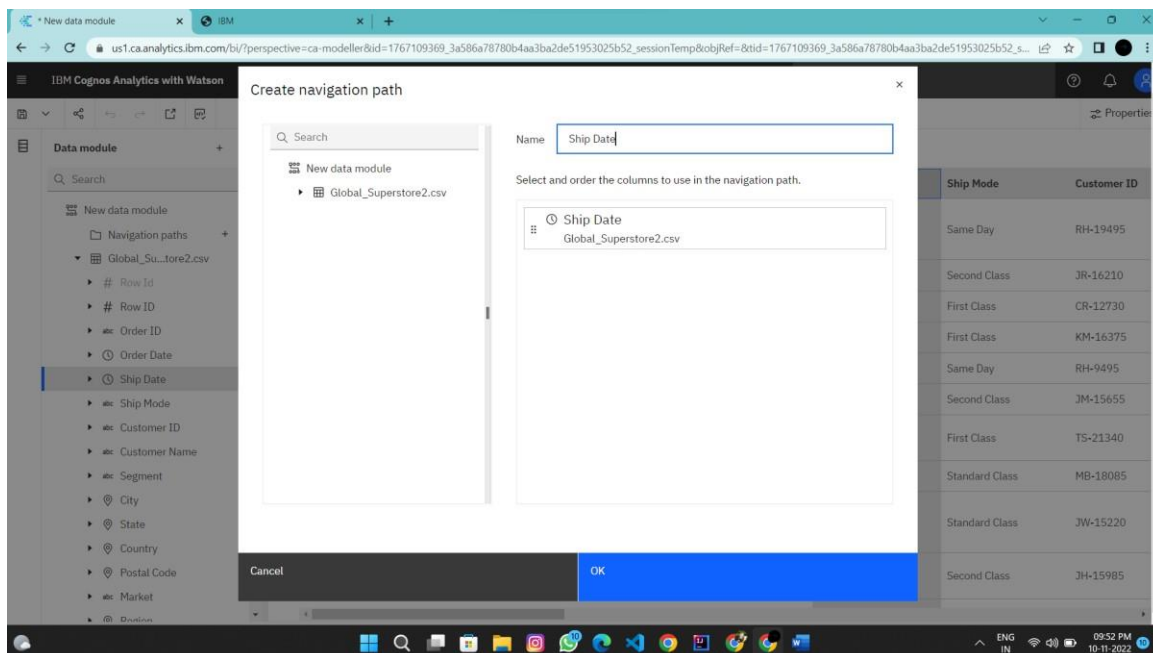 * New data module
IBM
us1.ca.analytics.ibm.com/bi/?perspective=ca-modeller&id=1767109369_3a586a78780b4aa3ba2de51953025b52_sessionTemp&objRef=&tid=1767109369_3a586a78780b4aa3ba2de51953025b52_s...
IBM Cognos Analytics with Watson
Create navigation path
Properties
Data module
Search
New data module
Navigation paths
Global_Su...tore2.csv
# Row Id
# Row ID
abc Order ID
Order Date
Ship Date
abc Ship Mode
abc Customer ID
abc Customer Name
abc Segment
City
State
Country
Postal Code
abc Market
Region
Search
New data module
Global_Superstore2.csv
Name Ship Date
Select and order the columns to use in the navigation path.
Ship Date
Global_Superstore2.csv
Cancel
OK
Ship Mode Customer ID
Same Day RH-19495
Second Class JR-16210
First Class CR-12730
First Class KM-16375
Same Day RH-9495
Second Class JM-15655
First Class TS-21340
Standard Class MB-18085
Standard Class JW-15220
Second Class JH-15985
ENG
IN
09:52 PM
10-11-2022